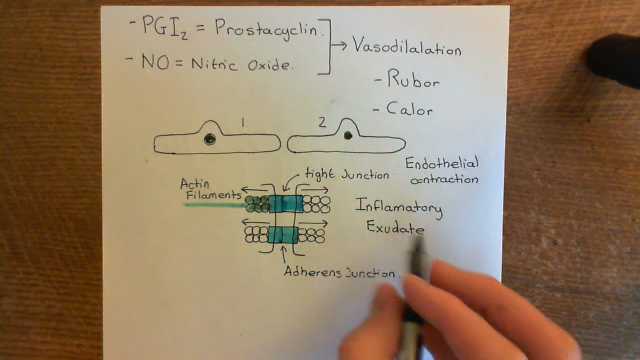 - PGI₂ = Prostacyclin.
- NO = Nitric Oxide.
→ Vasodilalation
- Rubor
- Calor
1
2
Endothelial
contraction
tight Junction
Actin
Filaments
Inflamatory
Exudate
Adherens Junction.